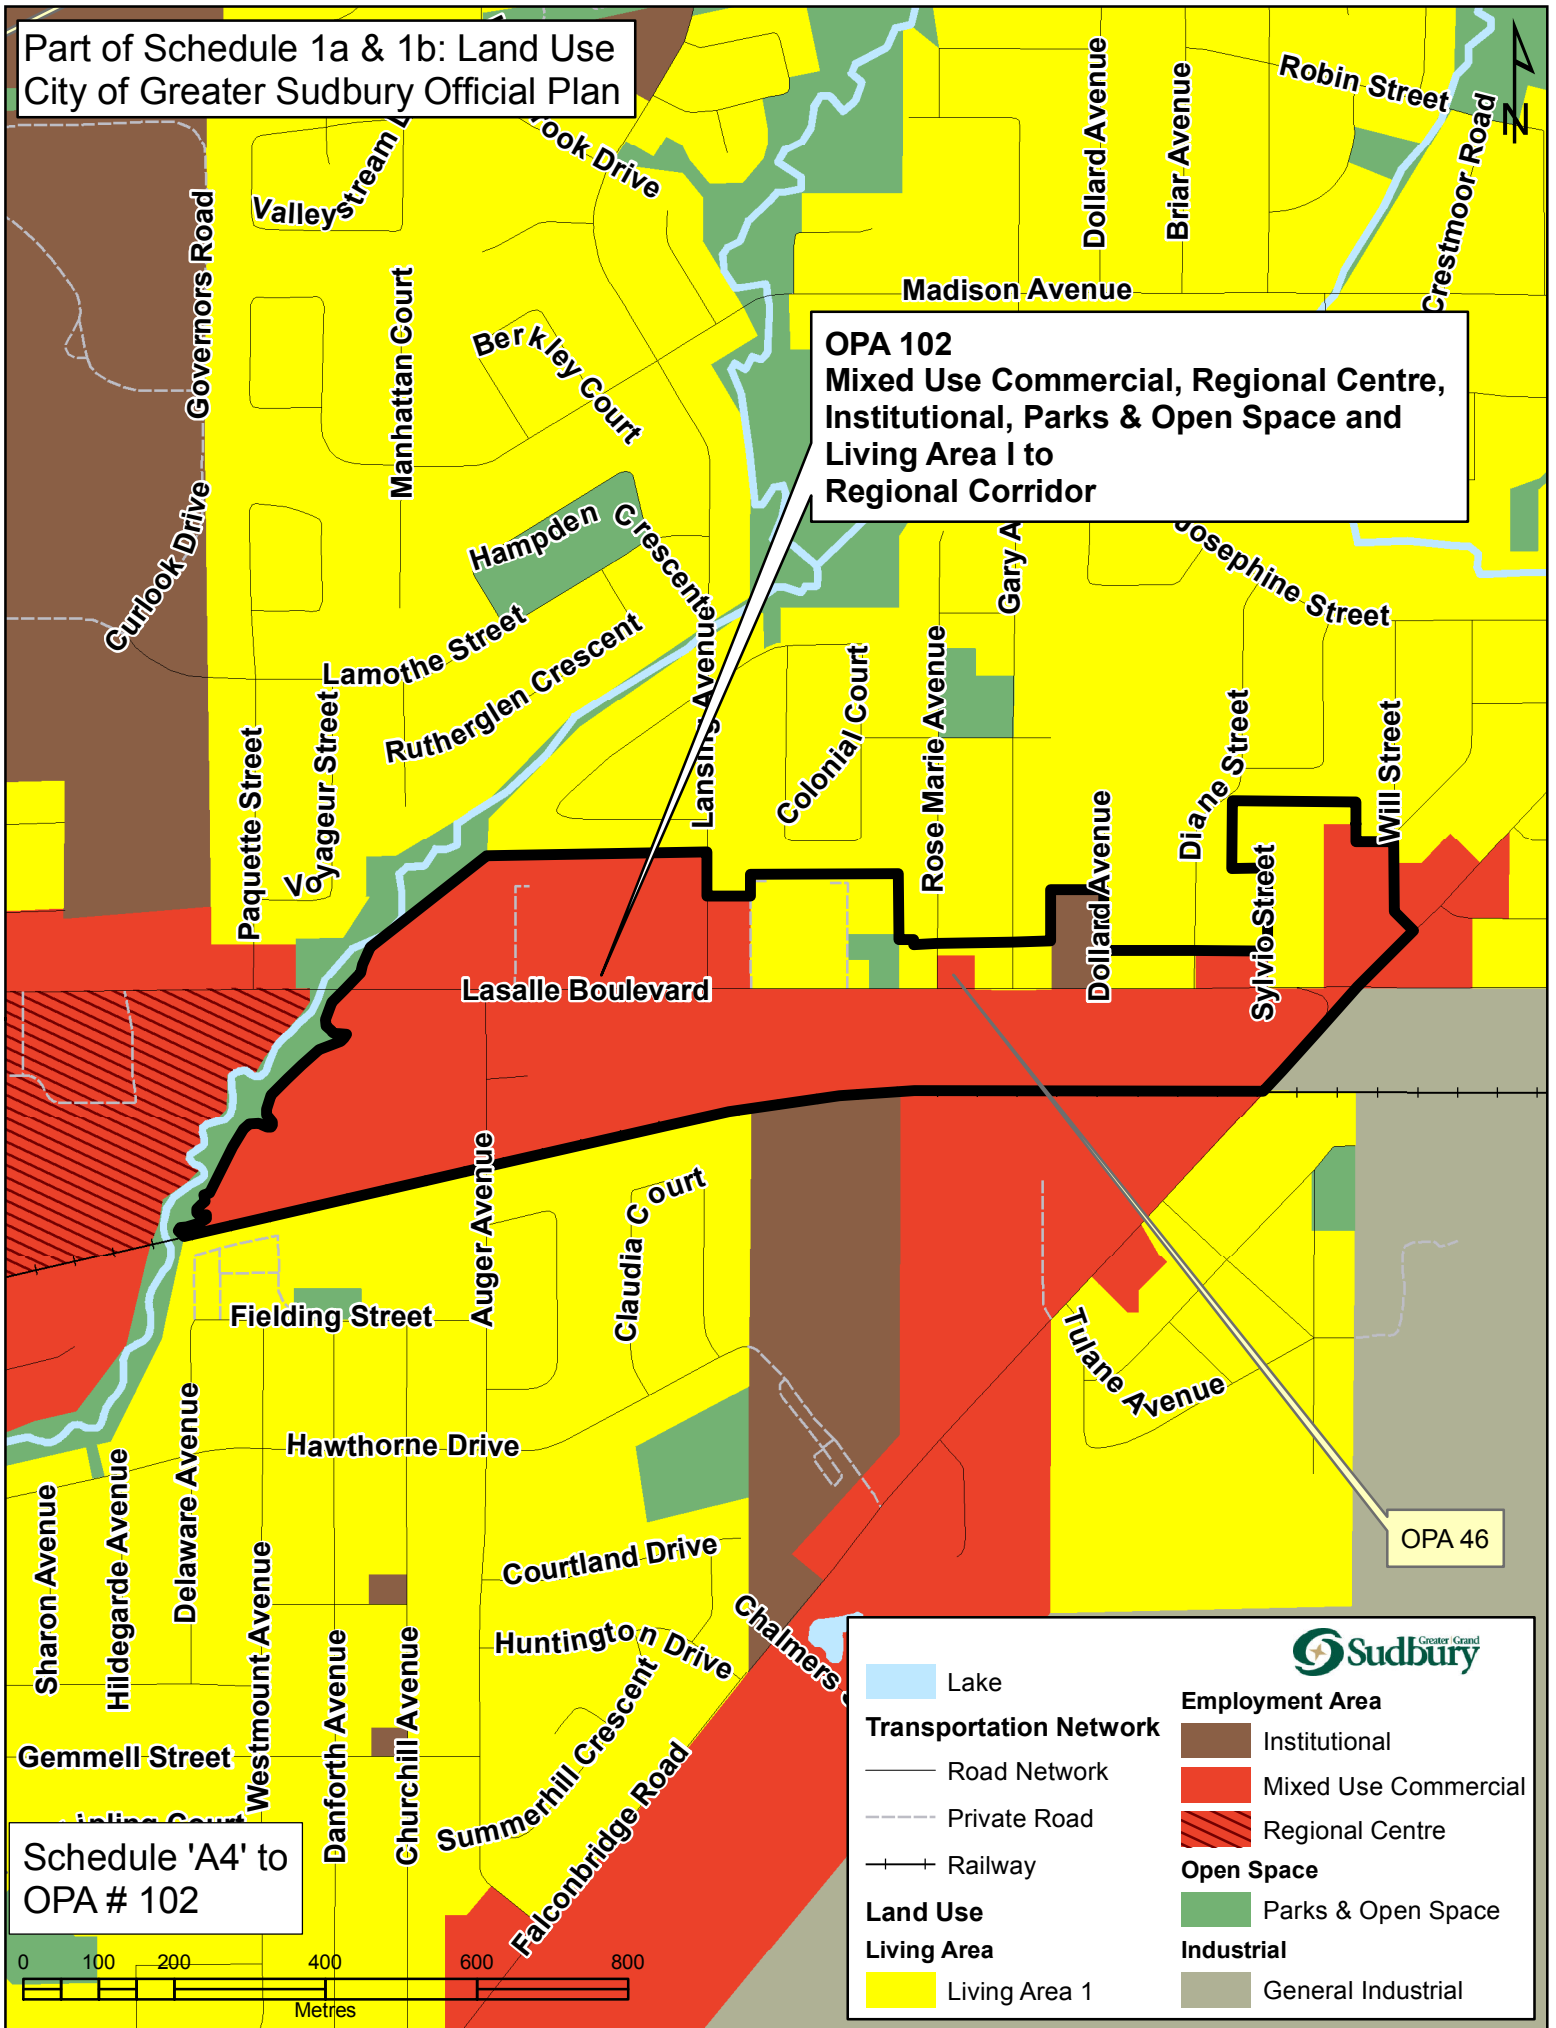 Part of Schedule 1a & 1b: Land Use
City of Greater Sudbury Official Plan
Robin Street
Dollard Avenue
Briar Avenue
Crestmoor Road
N
Drive
Valleystream
Governors Road
Manhattan Court
Berkley Court
Madison Avenue
OPA 102
Mixed Use Commercial, Regional Centre,
Institutional, Parks & Open Space and
Living Area I to
Regional Corridor
Curlook Drive
Hampden
Crescent
Gary
Josephine Street
Lamothe Street
Rutherglen Crescent
Lansing Avenue
Colonial Court
Rose Marie Avenue
Diane Street
Will Street
Paquette Street
Voyageur Street
Dollard Avenue
Sylvio Street
Lasalle Boulevard
Auger Avenue
Claudia Court
Fielding Street
Tulane Avenue
Hawthorne Drive
Sharon Avenue
Hildegarde Avenue
Delaware Avenue
Westmount Avenue
Danforth Avenue
Churchill Avenue
Courtland Drive
Huntington Drive
Summerhill Crescent
Falconbridge Road
Chalmers
OPA 46
Gemmell Street
Court
Schedule 'A4' to
OPA # 102
0 100 200 400 600 800
Metres
Greater Grand
Sudbury
Lake
Transportation Network
Road Network
Private Road
Railway
Land Use
Living Area
Living Area 1
Employment Area
Institutional
Mixed Use Commercial
Regional Centre
Open Space
Parks & Open Space
Industrial
General Industrial